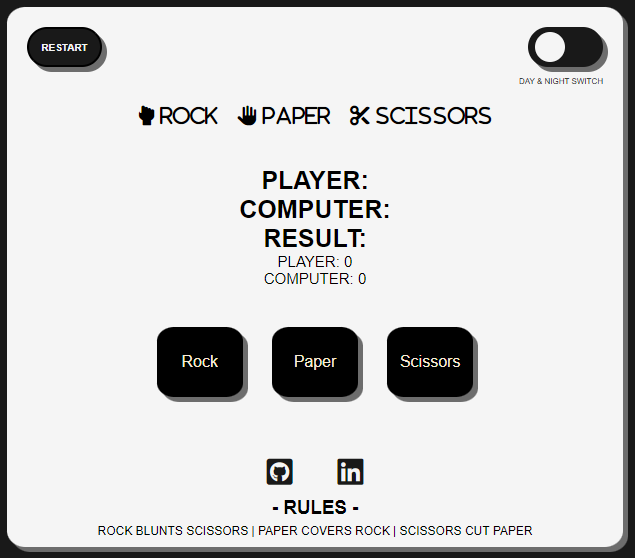 RESTART
DAY & NIGHT SWITCH
ROCK PAPER SCISSORS
PLAYER:
COMPUTER:
RESULT:
PLAYER: 0
COMPUTER: 0
Rock Paper Scissors
in
- RULES -
ROCK BLUNTS SCISSORS | PAPER COVERS ROCK | SCISSORS CUT PAPER